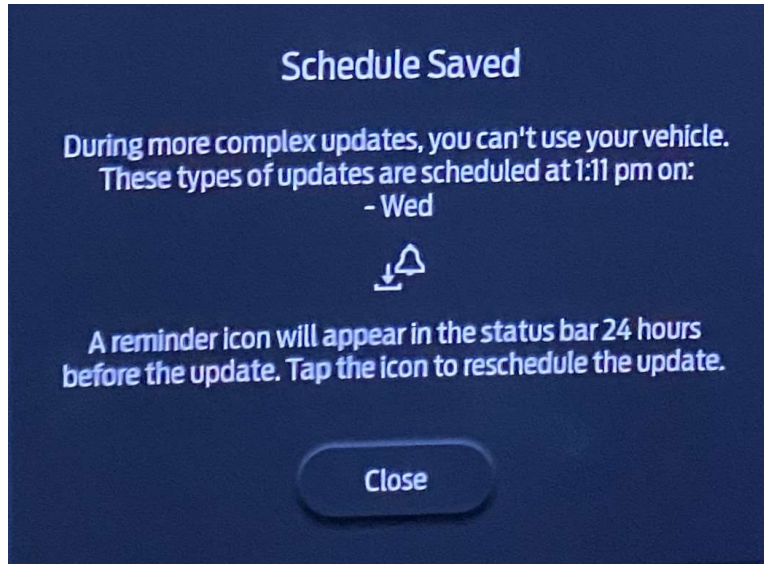 Schedule Saved
During more complex updates, you can't use your vehicle.
These types of updates are scheduled at 1:11 pm on:
- Wed
A reminder icon will appear in the status bar 24 hours
before the update. Tap the icon to reschedule the update.
Close